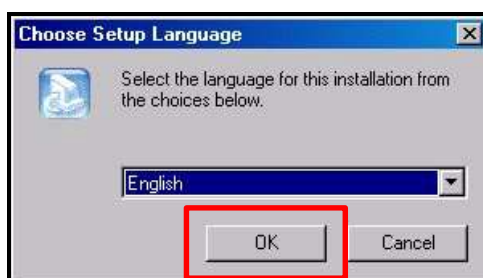 Choose Setup Language
Select the language for this installation from
the choices below.
English
OK
Cancel